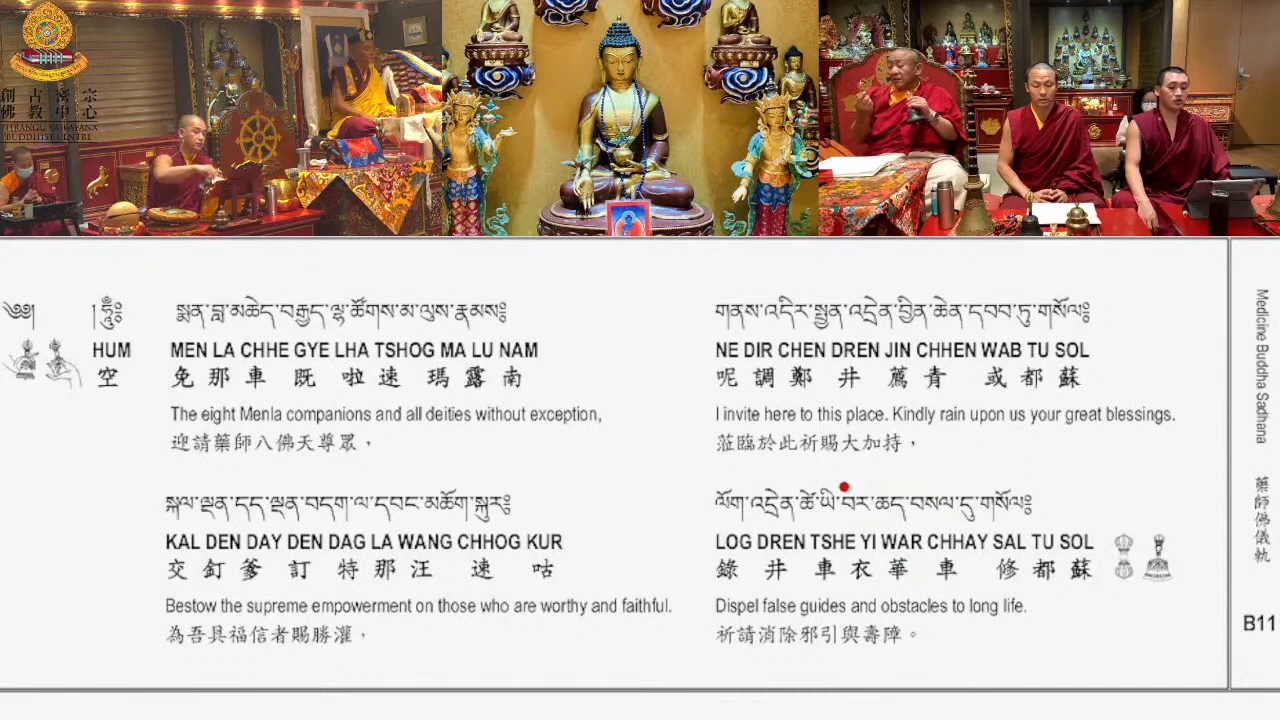 創古密宗
佛教中心
THRANGU VAJRAYANA
BUDDHIST CENTRE
༄༅། །ཧཱུྃ༔ སྨན་བླ་མཆེད་བརྒྱད་ལྷ་ཚོགས་མ་ལུས་རྣམས༔
HUM MEN LA CHHE GYE LHA TSHOG MA LU NAM
空 免那車既啦速瑪露南
The eight Menla companions and all deities without exception,
迎請藥師八佛天尊眾，
གནས་འདིར་སྤྱན་འདྲེན་བྱིན་ཆེན་དབབ་ཏུ་གསོལ༔
NE DIR CHEN DREN JIN CHHEN WAB TU SOL
呢調鄭井薦青或都蘇
I invite here to this place. Kindly rain upon us your great blessings.
蒞臨於此祈賜大加持，
སྐལ་ལྡན་དད་ལྡན་བདག་ལ་དབང་མཆོག་སྐུར༔
KAL DEN DAY DEN DAG LA WANG CHHOG KUR
交釘爹訂特那汪速咕
Bestow the supreme empowerment on those who are worthy and faithful.
為吾具福信者賜勝灌，
ལོག་འདྲེན་ཚེ་ཡི་བར་ཆད་བསལ་དུ་གསོལ༔
LOG DREN TSHE YI WAR CHHAY SAL TU SOL
錄井車衣華車修都蘇
Dispel false guides and obstacles to long life.
祈請消除邪引與壽障。
Medicine Buddha Sadhana
藥師佛儀軌
B11